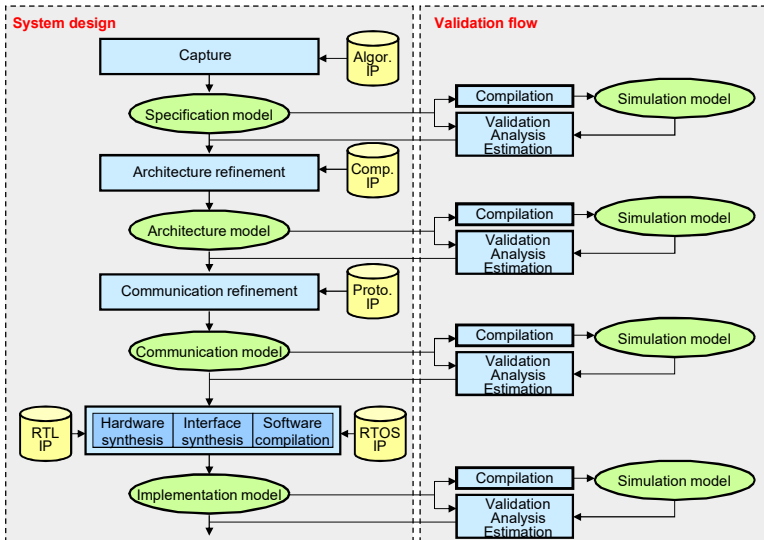 System design
Validation flow
Capture
Algor.
IP
Compilation
Simulation model
Specification model
Validation
Analysis
Estimation
Architecture refinement
Comp.
IP
Compilation
Simulation model
Architecture model
Validation
Analysis
Estimation
Communication refinement
Proto.
IP
Compilation
Simulation model
Communication model
Validation
Analysis
Estimation
RTL
IP
Hardware
synthesis
Interface
synthesis
Software
compilation
RTOS
IP
Compilation
Simulation model
Implementation model
Validation
Analysis
Estimation